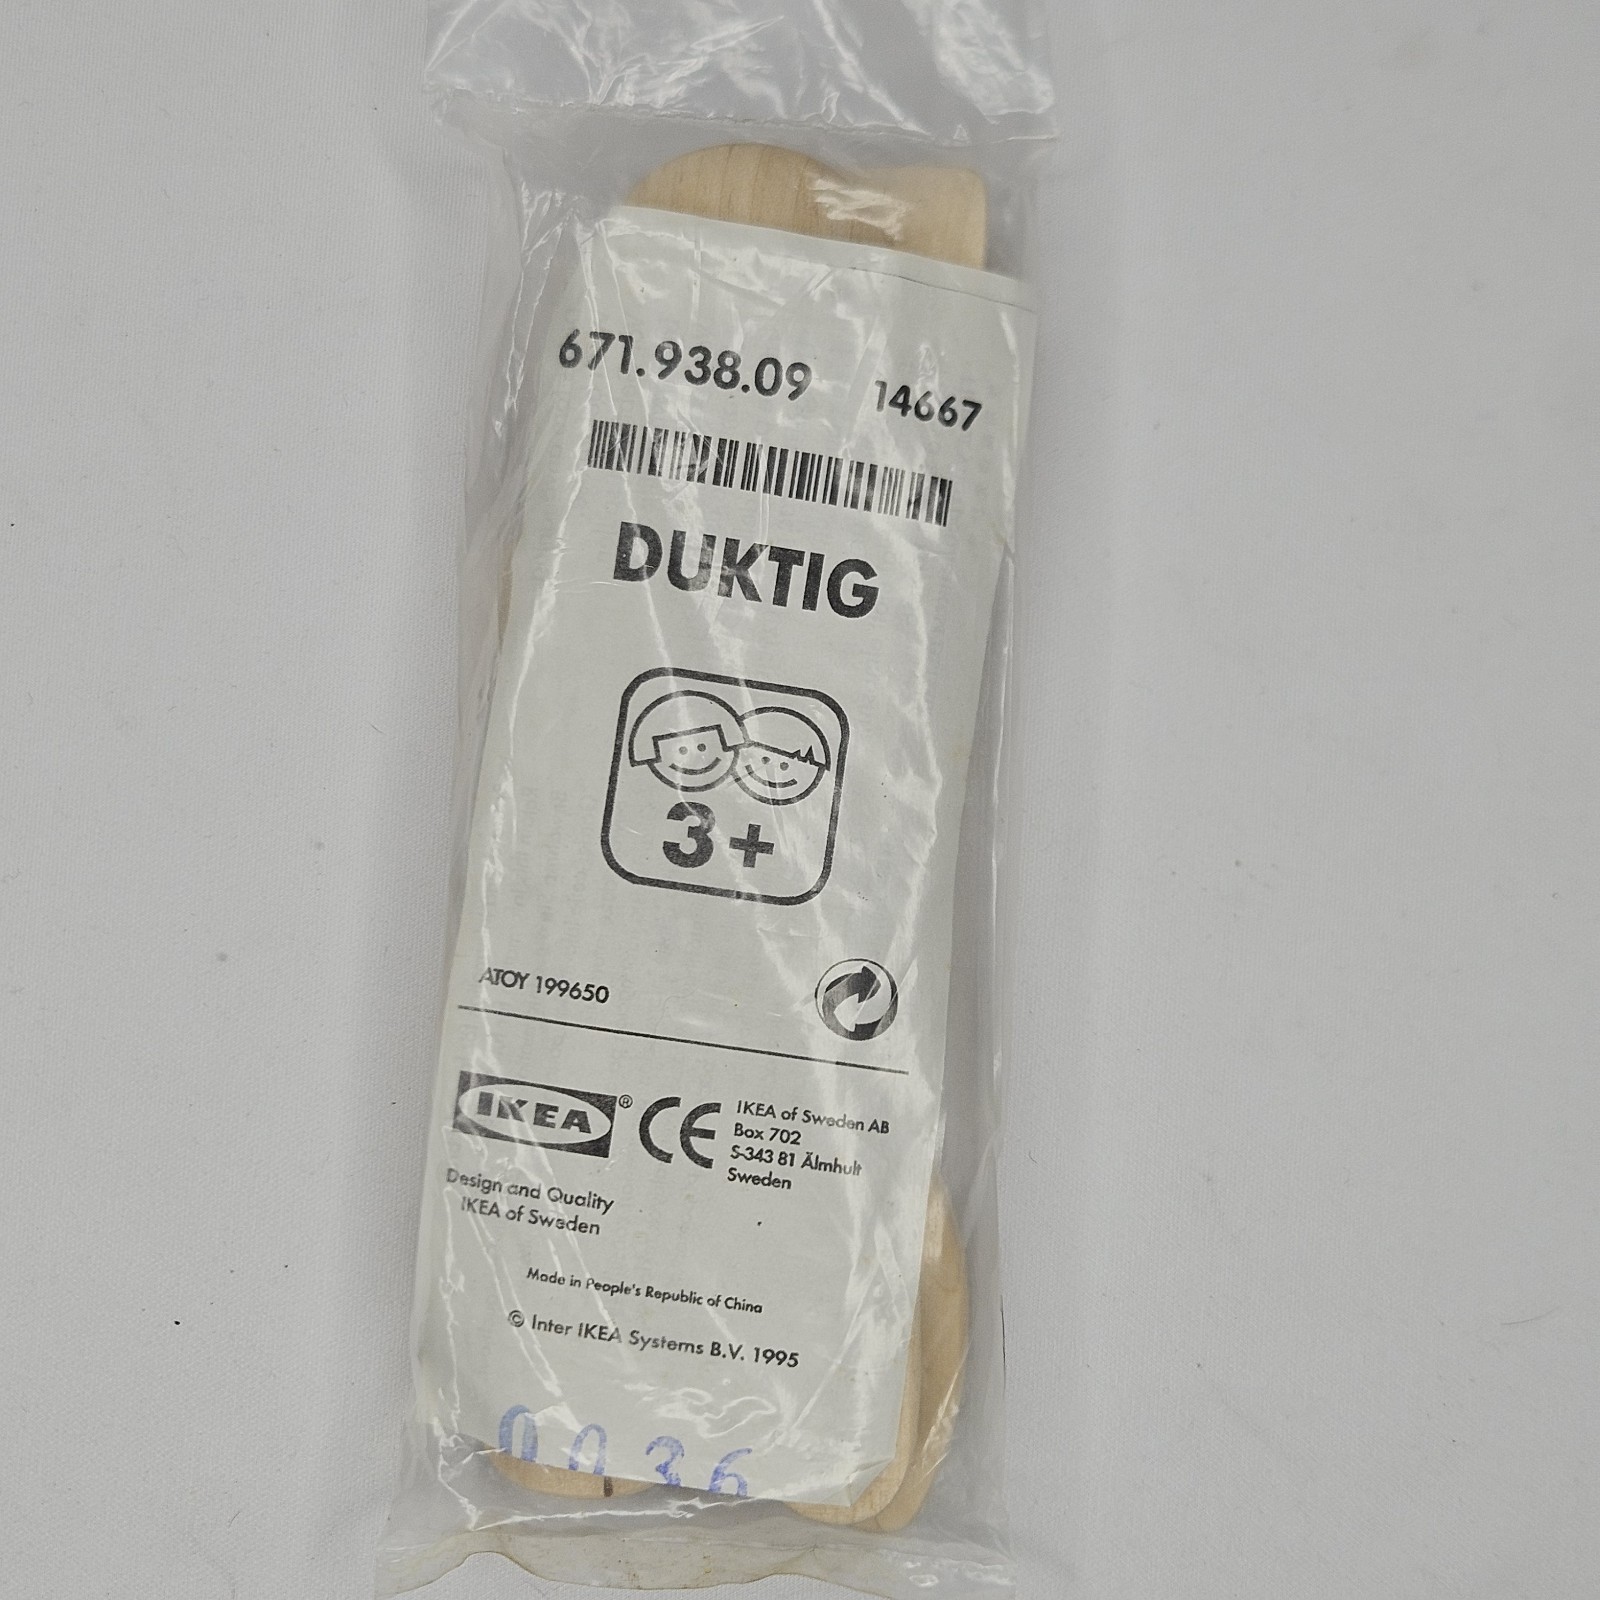 671.938.09 14667
DUKTIG
3+
ATOY 199650
IKEA® CE
IKEA of Sweden AB
Box 702
S-343 81 Älmhult
Sweden
Design and Quality
IKEA of Sweden
Made in People's Republic of China
© Inter IKEA Systems B.V. 1995
0036